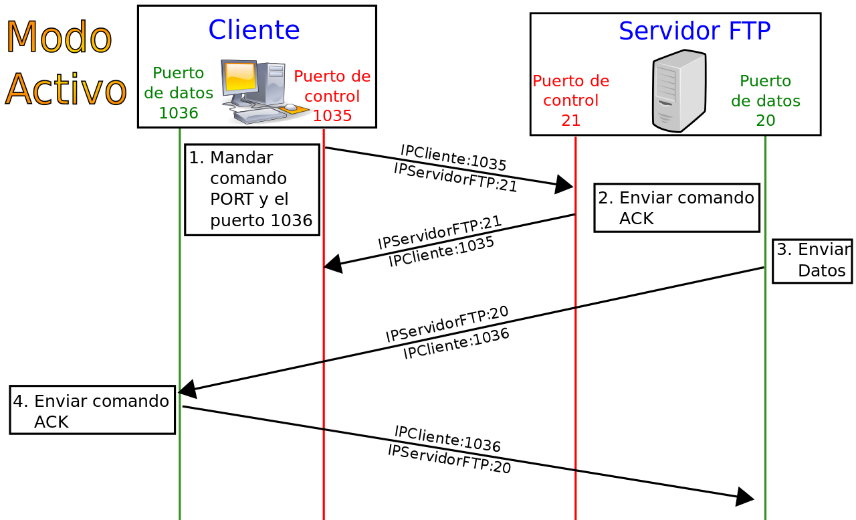 Modo
Activo
Cliente
Puerto
de datos
1036
Puerto de
control
1035
Servidor FTP
Puerto de
control
21
Puerto
de datos
20
1. Mandar
comando
PORT y el
puerto 1036
IPCliente:1035
IPServidorFTP:21
2. Enviar comando
ACK
IPServidorFTP:21
IPCliente:1035
3. Enviar
Datos
IPServidorFTP:20
IPCliente:1036
4. Enviar comando
ACK
IPCliente:1036
IPServidorFTP:20